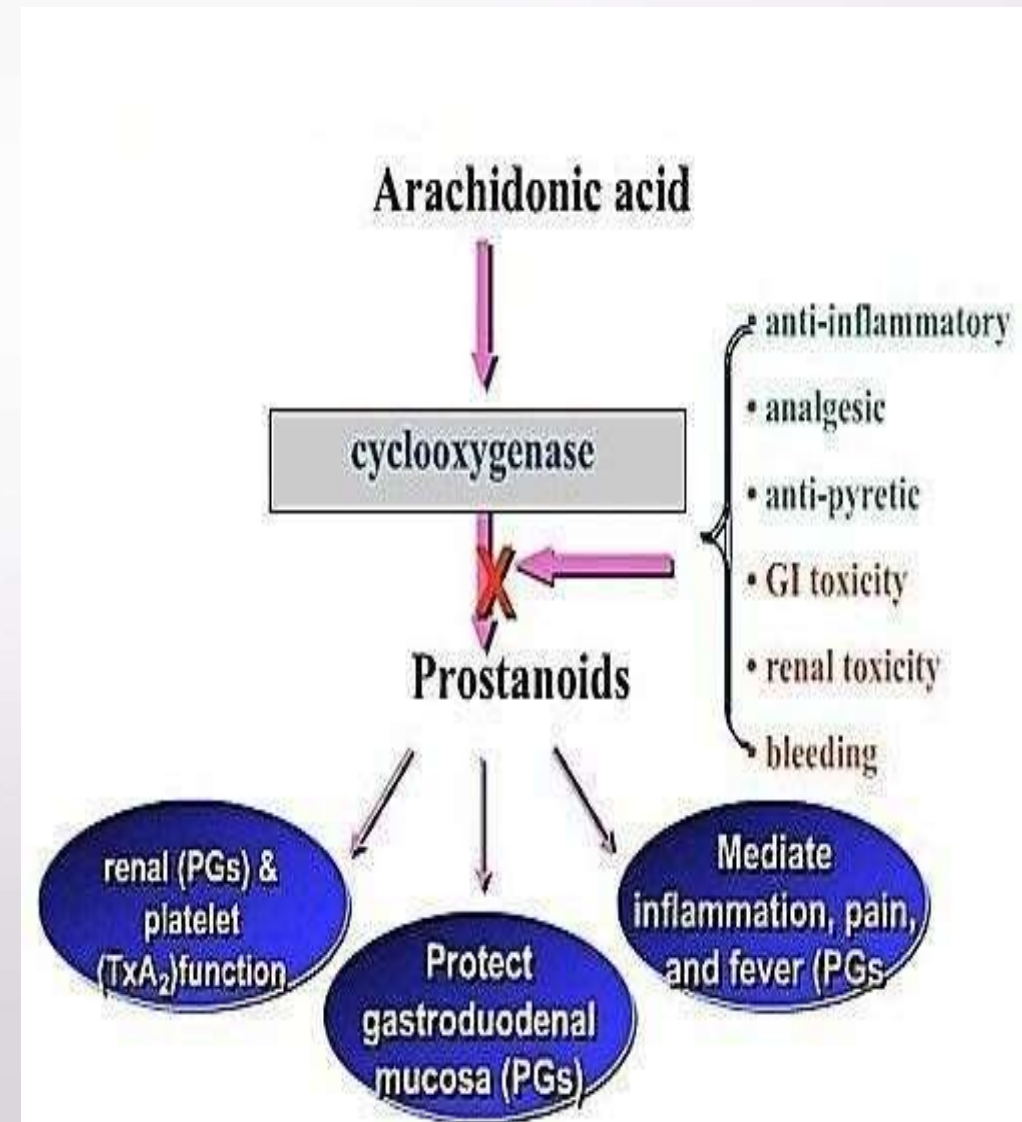 Arachidonic acid
cyclooxygenase
• anti-inflammatory
• analgesic
• anti-pyretic
• GI toxicity
• renal toxicity
• bleeding
X
Prostanoids
renal (PGs) &
platelet
(TxA₂)function
Protect
gastroduodenal
mucosa (PGs)
Mediate
inflammation, pain,
and fever (PGs